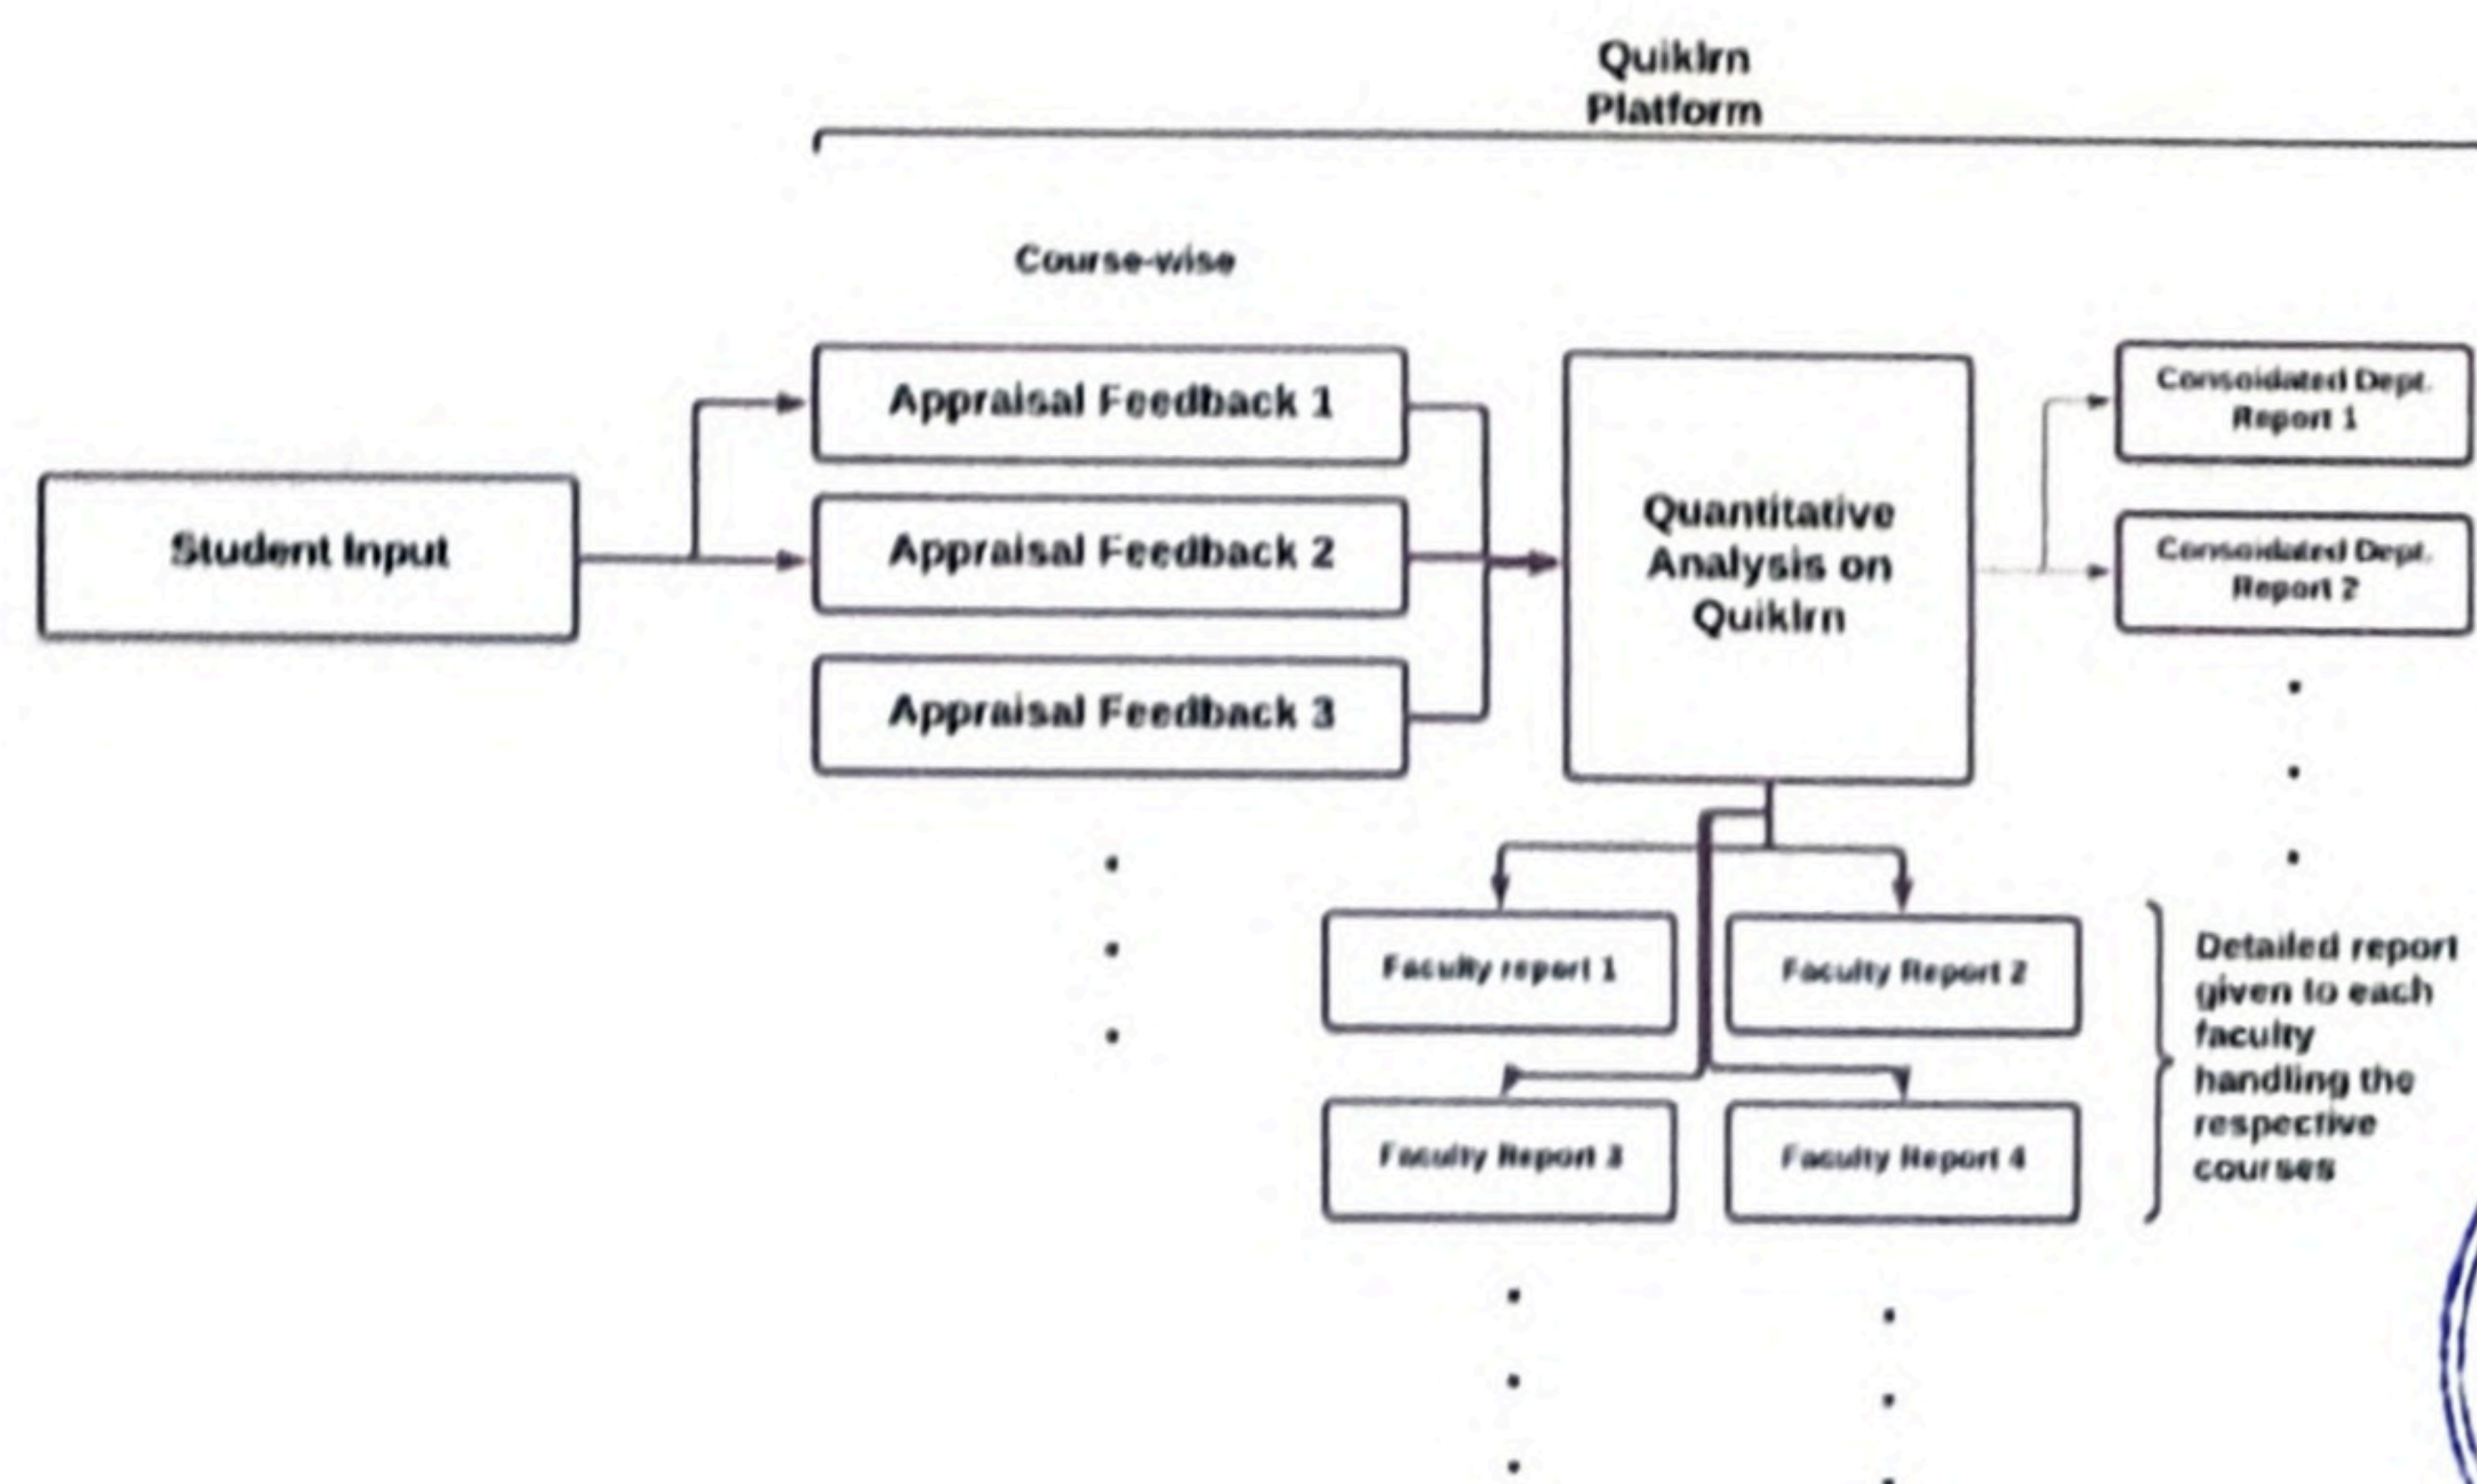 Quiklrn
Platform
Course-wise
Appraisal Feedback 1
Consoidated Dept.
Report 1
Student Input
Appraisal Feedback 2
Quantitative
Analysis on
Quiklrn
Consoidated Dept.
Report 2
Appraisal Feedback 3
Faculty report 1
Faculty Report 2
Faculty Report 3
Faculty Report 4
Detailed report
given to each
faculty
handling the
respective
courses